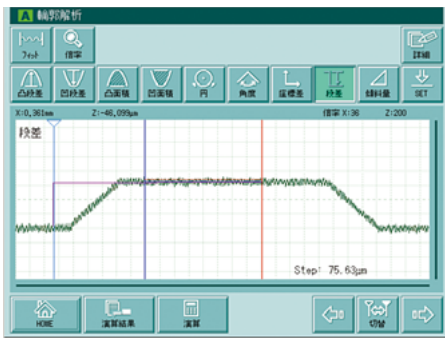 A 輪郭解析
フィット
倍率
詳細
凸段差
凹段差
凸面積
凹面積
円
角度
座標差
段差
傾斜量
SET
X:0,361mm Z:-46,099μm 倍率 X:36 Z:200
段差
Step: 75.63μm
HOME
演算結果
演算
切替